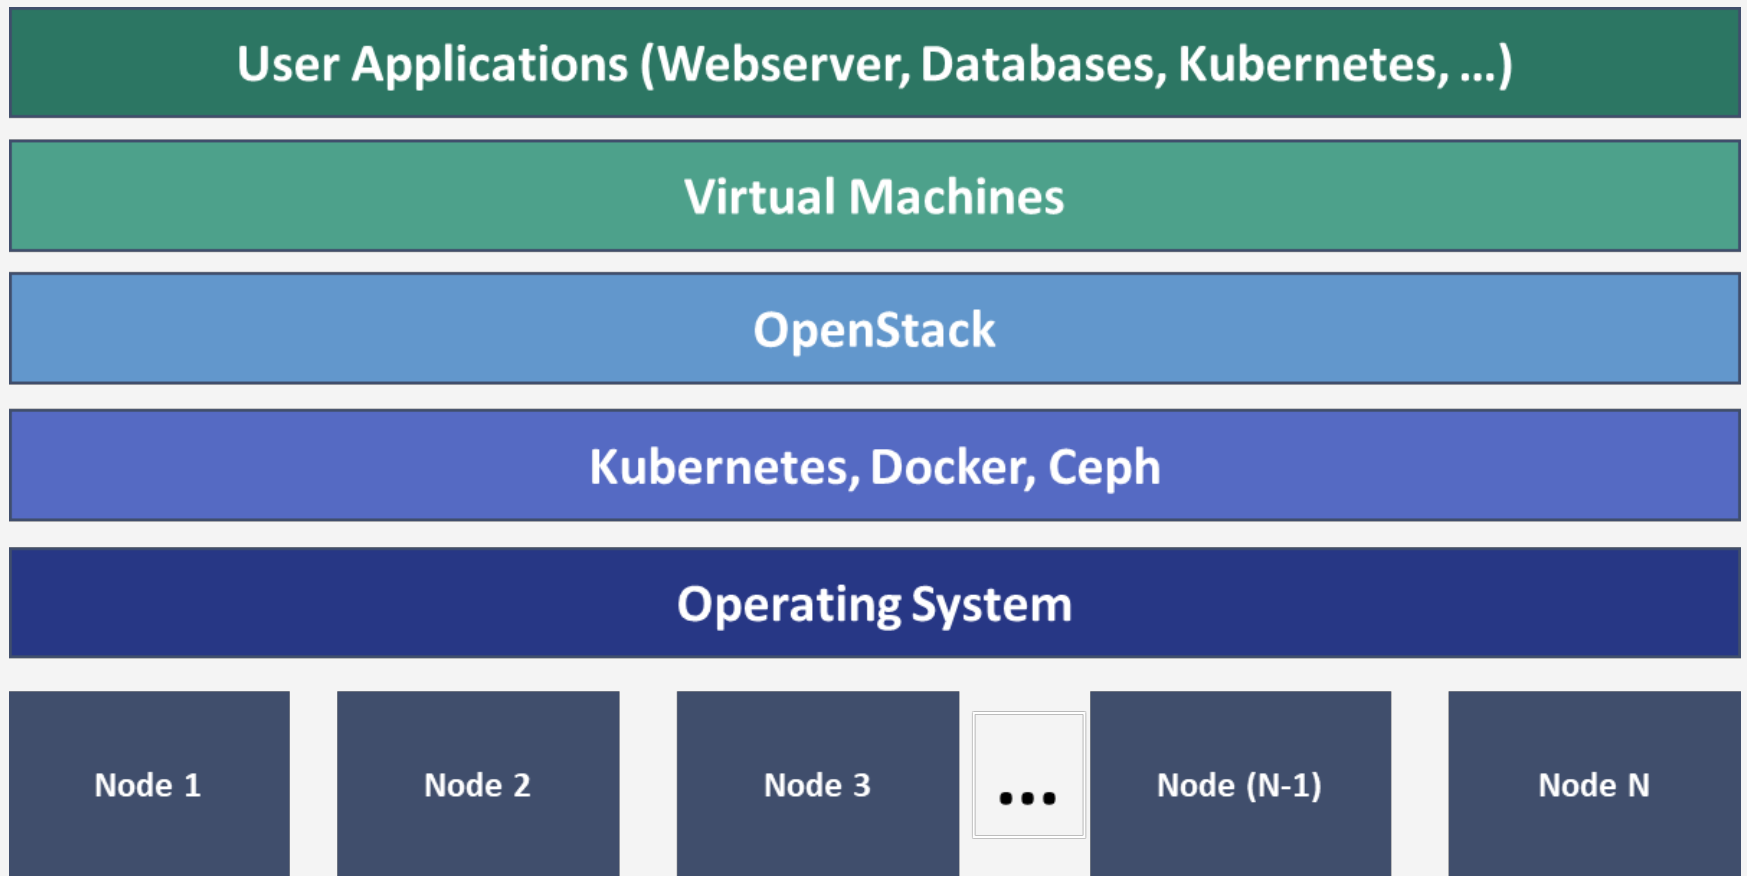 User Applications (Webserver, Databases, Kubernetes, ...)
Virtual Machines
OpenStack
Kubernetes, Docker, Ceph
Operating System
Node 1
Node 2
Node 3
...
Node (N-1)
Node N